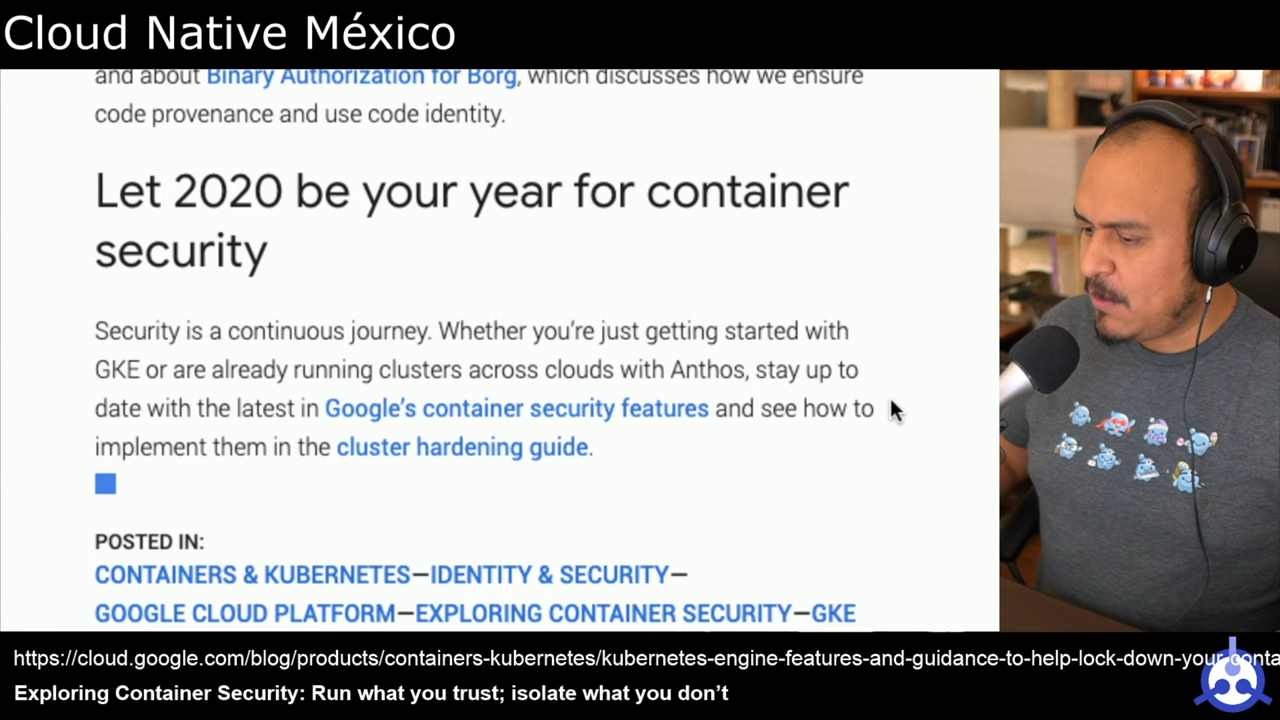 Cloud Native México
and about Binary Authorization for Borg, which discusses how we ensure
code provenance and use code identity.
Let 2020 be your year for container
security
Security is a continuous journey. Whether you're just getting started with
GKE or are already running clusters across clouds with Anthos, stay up to
date with the latest in Google's container security features and see how to
implement them in the cluster hardening guide.
POSTED IN:
CONTAINERS & KUBERNETES—IDENTITY & SECURITY—
GOOGLE CLOUD PLATFORM—EXPLORING CONTAINER SECURITY—GKE
https://cloud.google.com/blog/products/containers-kubernetes/kubernetes-engine-features-and-guidance-to-help-lock-down-your-conta
Exploring Container Security: Run what you trust; isolate what you don't